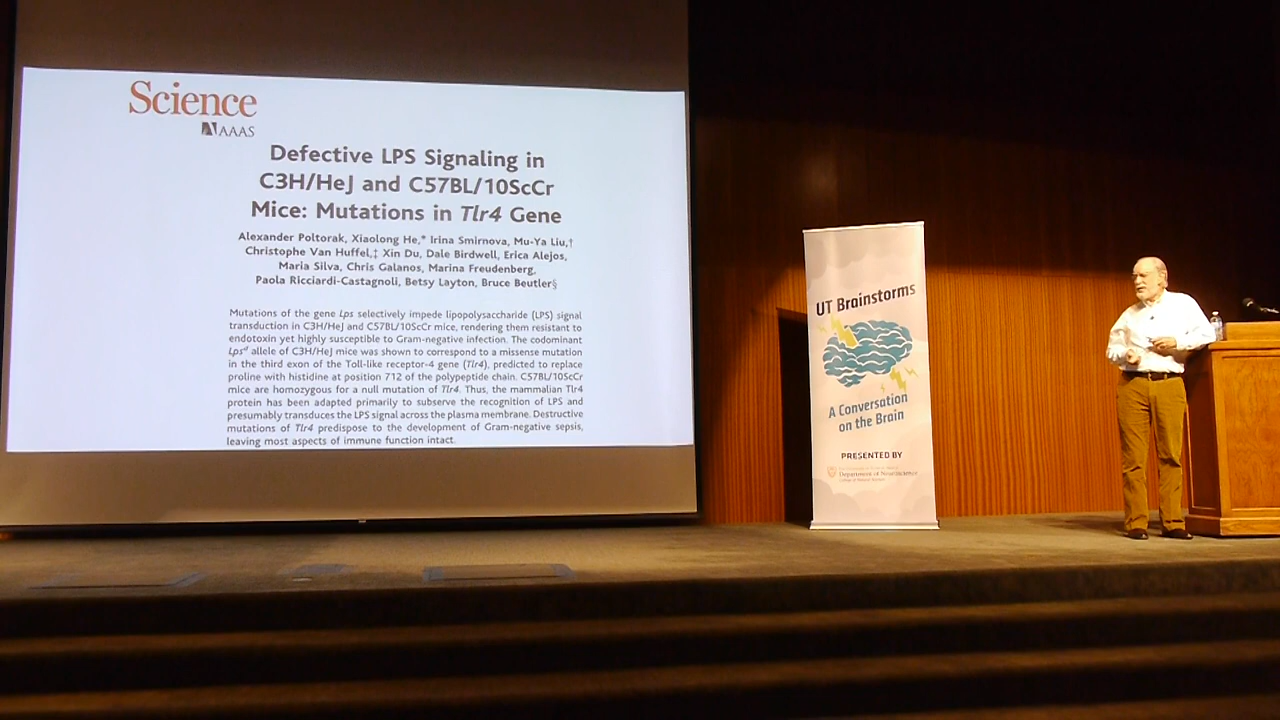 Science
AAAS
Defective LPS Signaling in
C3H/HeJ and C57BL/10ScCr
Mice: Mutations in Tlr4 Gene
Alexander Poltorak, Xiaolong He,* Irina Smirnova, Mu-Ya Liu,†
Christophe Van Huffel,‡ Xin Du, Dale Birdwell, Erica Alejos,
Maria Silva, Chris Galanos, Marina Freudenberg,
Paola Ricciardi-Castagnoli, Betsy Layton, Bruce Beutler§
Mutations of the gene Lps selectively impede lipopolysaccharide (LPS) signal
transduction in C3H/HeJ and C57BL/10ScCr mice, rendering them resistant to
endotoxin yet highly susceptible to Gram-negative infection. The codominant
Lpsᵈ allele of C3H/HeJ mice was shown to correspond to a missense mutation
in the third exon of the Toll-like receptor-4 gene (Tlr4), predicted to replace
proline with histidine at position 712 of the polypeptide chain. C57BL/10ScCr
mice are homozygous for a null mutation of Tlr4. Thus, the mammalian Tlr4
protein has been adapted primarily to subserve the recognition of LPS and
presumably transduces the LPS signal across the plasma membrane. Destructive
mutations of Tlr4 predispose to the development of Gram-negative sepsis,
leaving most aspects of immune function intact.
UT Brainstorms
A Conversation
on the Brain
PRESENTED BY
Department of Neuroscience